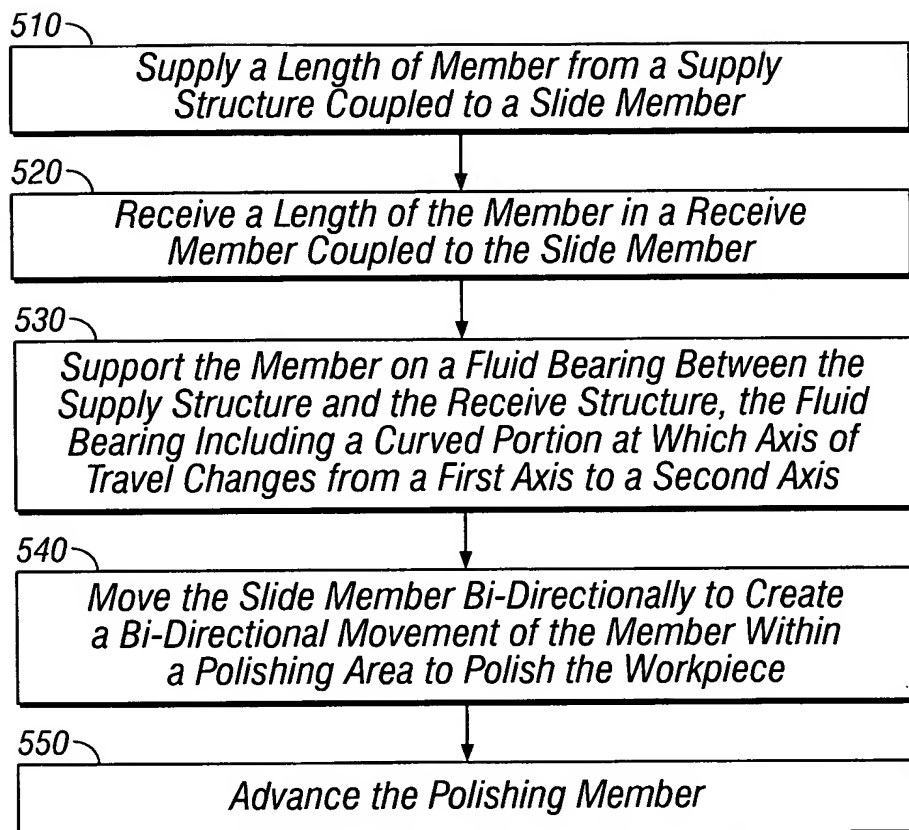 510
Supply a Length of Member from a Supply
Structure Coupled to a Slide Member
520
Receive a Length of the Member in a Receive
Member Coupled to the Slide Member
530
Support the Member on a Fluid Bearing Between the
Supply Structure and the Receive Structure, the Fluid
Bearing Including a Curved Portion at Which Axis of
Travel Changes from a First Axis to a Second Axis
540
Move the Slide Member Bi-Directionally to Create
a Bi-Directional Movement of the Member Within
a Polishing Area to Polish the Workpiece
550
Advance the Polishing Member